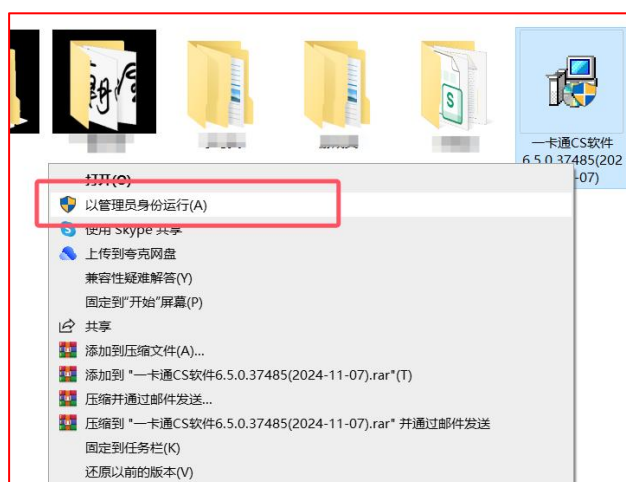 一卡通CS软件
6.5.0.37485(202
-07)
打开(O)
以管理员身份运行(A)
使用 Skype 共享
上传到夸克网盘
兼容性疑难解答(Y)
固定到"开始"屏幕(P)
共享
添加到压缩文件(A)...
添加到 "一卡通CS软件6.5.0.37485(2024-11-07).rar"(T)
压缩并通过邮件发送...
压缩到 "一卡通CS软件6.5.0.37485(2024-11-07).rar" 并通过邮件发送
固定到任务栏(K)
还原以前的版本(V)